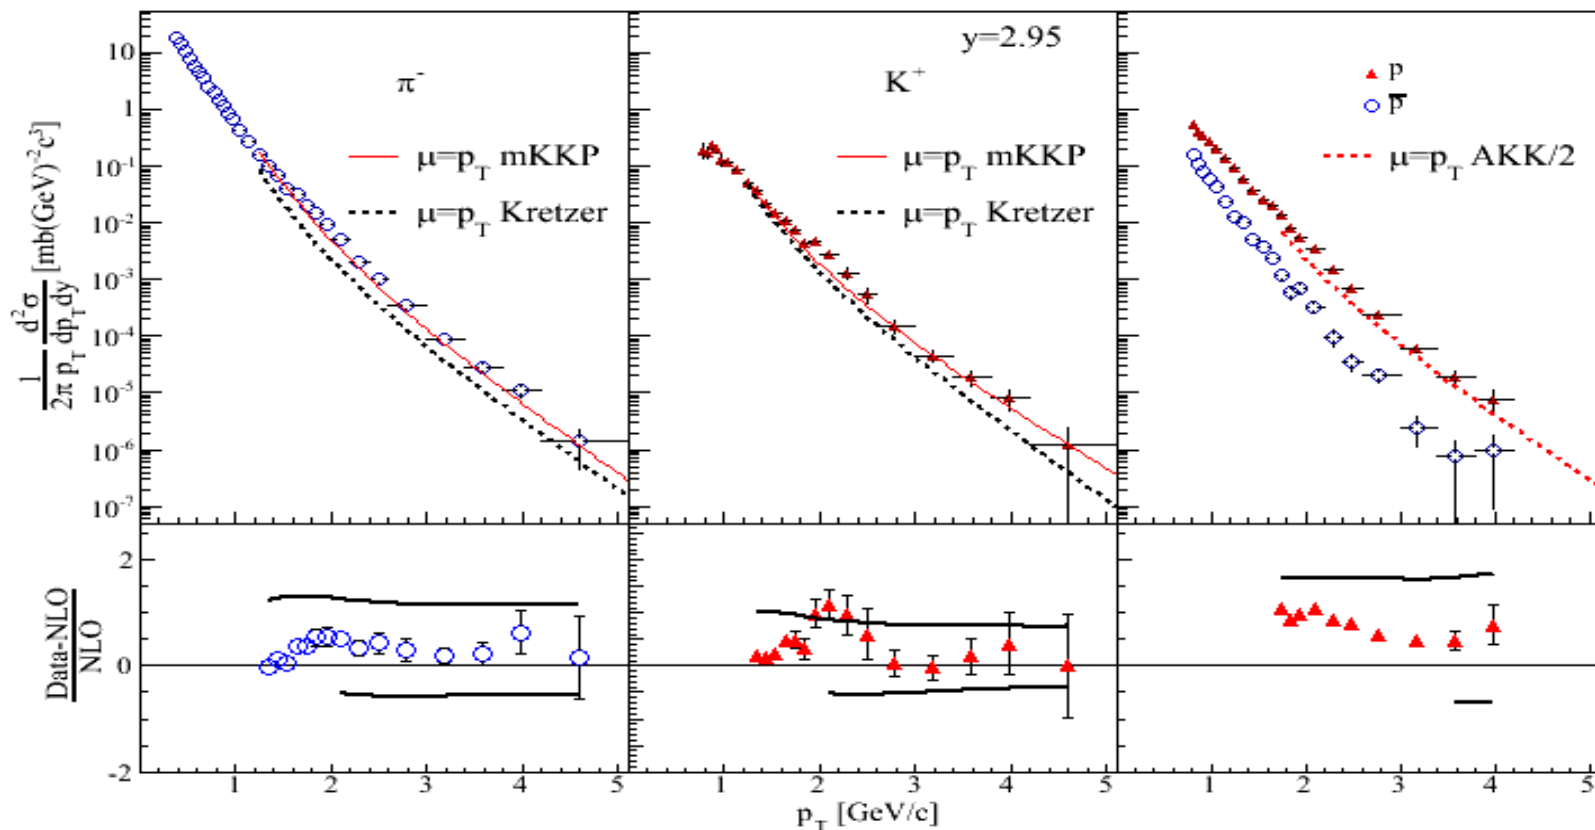 y=2.95
π⁻
K⁺
p
p̅
μ=p_T mKKP
μ=p_T Kretzer
μ=p_T mKKP
μ=p_T Kretzer
μ=p_T AKK/2
1/(2π p_T) d²σ/(dp_T dy) [mb(GeV)⁻²c³]
10
1
10⁻¹
10⁻²
10⁻³
10⁻⁴
10⁻⁵
10⁻⁶
10⁻⁷
Data-NLO
NLO
2
0
-2
1 2 3 4 5
1 2 3 4 5
1 2 3 4 5
p_T [GeV/c]